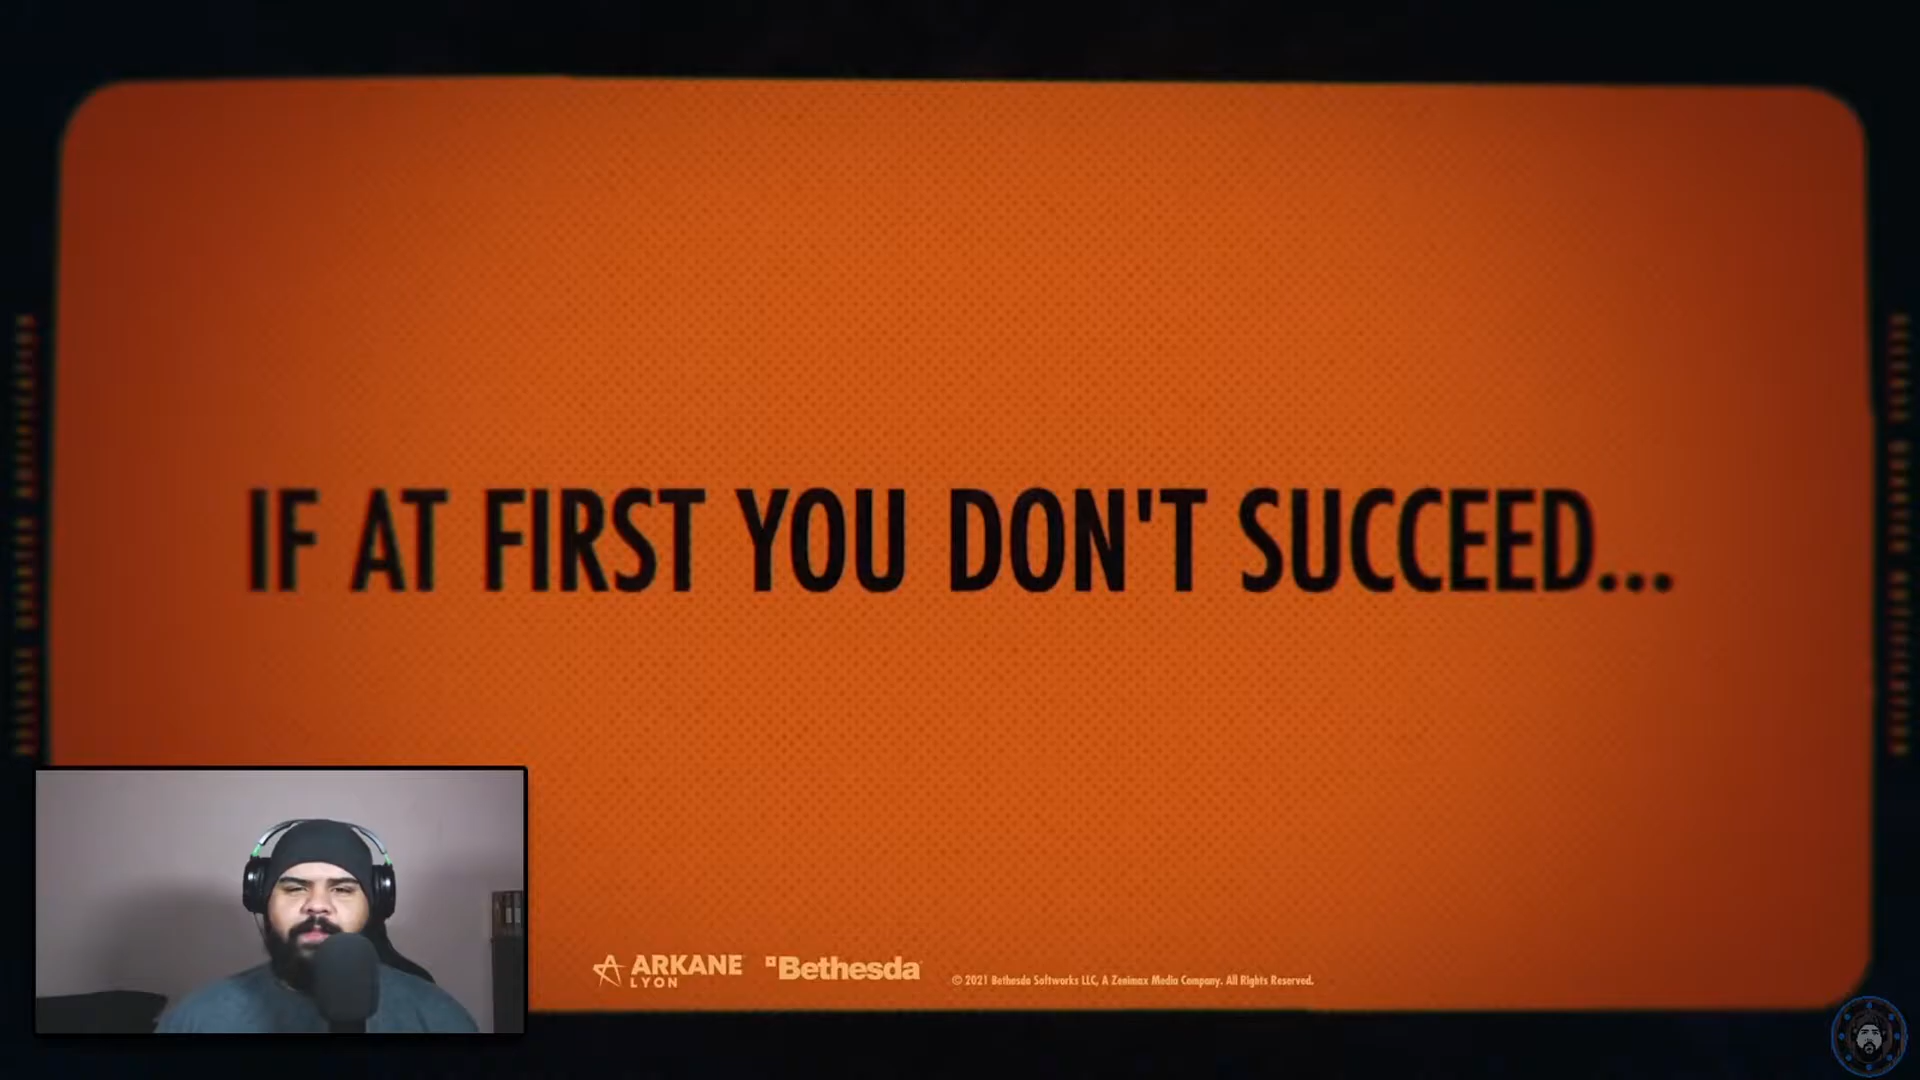 IF AT FIRST YOU DON'T SUCCEED...
ARKANE
LYON
Bethesda
© 2021 Bethesda Softworks LLC, A Zenimax Media Company. All Rights Reserved.